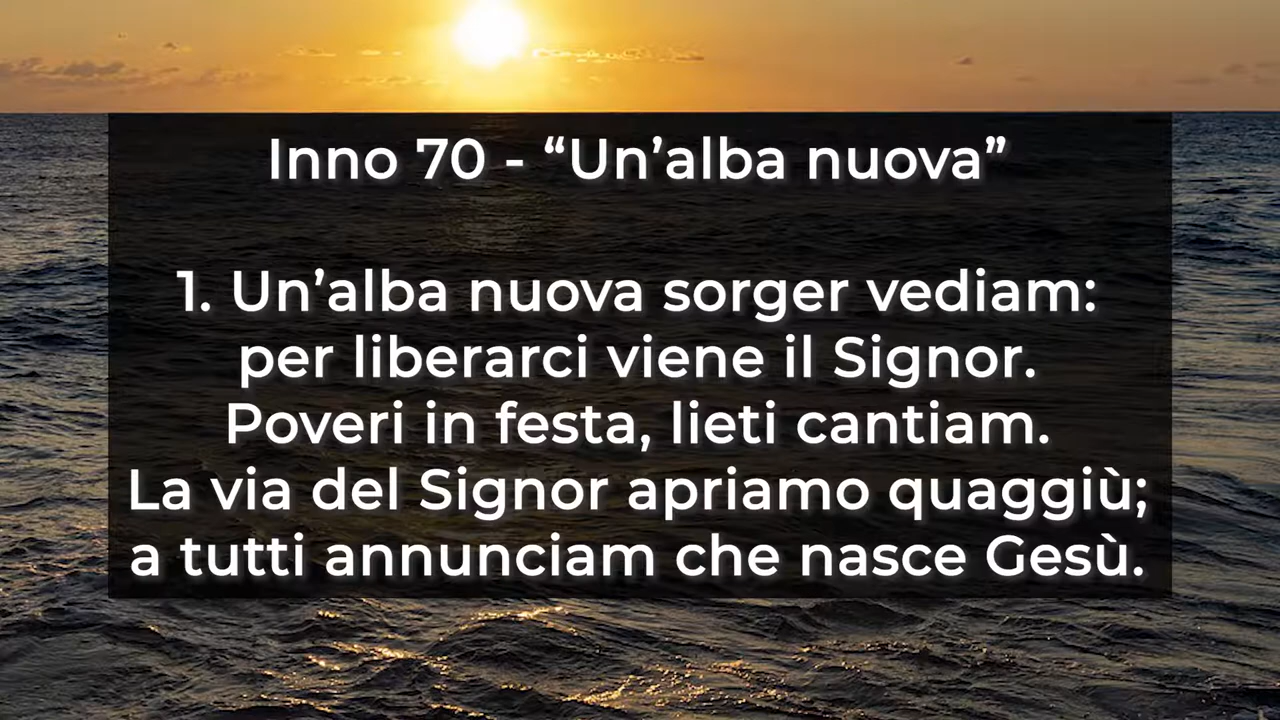 Inno 70 - “Un’alba nuova”
1. Un’alba nuova sorger vediam:
per liberarci viene il Signor.
Poveri in festa, lieti cantiam.
La via del Signor apriamo quaggiù;
a tutti annunciam che nasce Gesù.